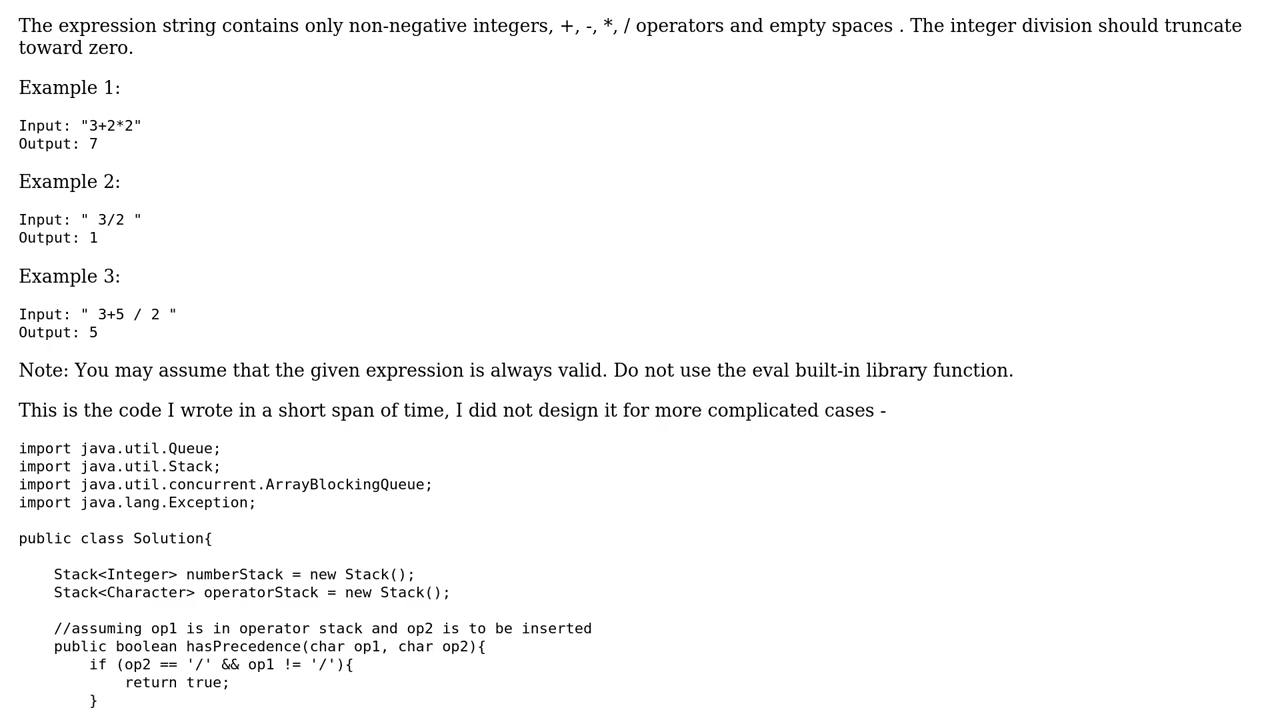 The expression string contains only non-negative integers, +, -, *, / operators and empty spaces . The integer division should truncate
toward zero.
Example 1:
Input: "3+2*2"
Output: 7
Example 2:
Input: " 3/2 "
Output: 1
Example 3:
Input: " 3+5 / 2 "
Output: 5
Note: You may assume that the given expression is always valid. Do not use the eval built-in library function.
This is the code I wrote in a short span of time, I did not design it for more complicated cases -
import java.util.Queue;
import java.util.Stack;
import java.util.concurrent.ArrayBlockingQueue;
import java.lang.Exception;
public class Solution{
    Stack<Integer> numberStack = new Stack();
    Stack<Character> operatorStack = new Stack();
    //assuming op1 is in operator stack and op2 is to be inserted
    public boolean hasPrecedence(char op1, char op2){
        if (op2 == '/' && op1 != '/'){
            return true;
        }